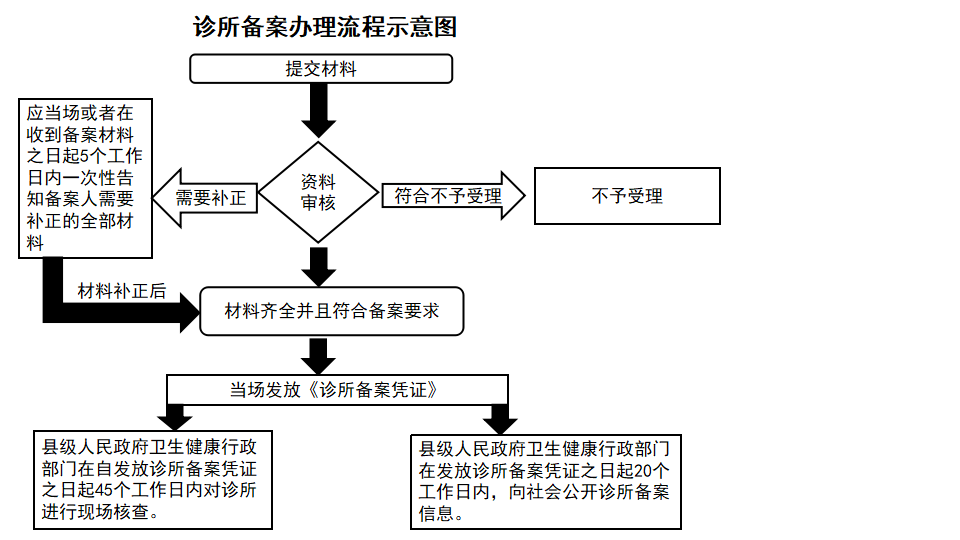 诊所备案办理流程示意图
提交材料
应当场或者在
收到备案材料
之日起5个工作
日内一次性告
知备案人需要
补正的全部材
料
需要补正
资料
审核
符合不予受理
不予受理
材料补正后
材料齐全并且符合备案要求
当场发放《诊所备案凭证》
县级人民政府卫生健康行政
部门在自发放诊所备案凭证
之日起45个工作日内对诊所
进行现场核查。
县级人民政府卫生健康行政部门
在发放诊所备案凭证之日起20个
工作日内，向社会公开诊所备案
信息。